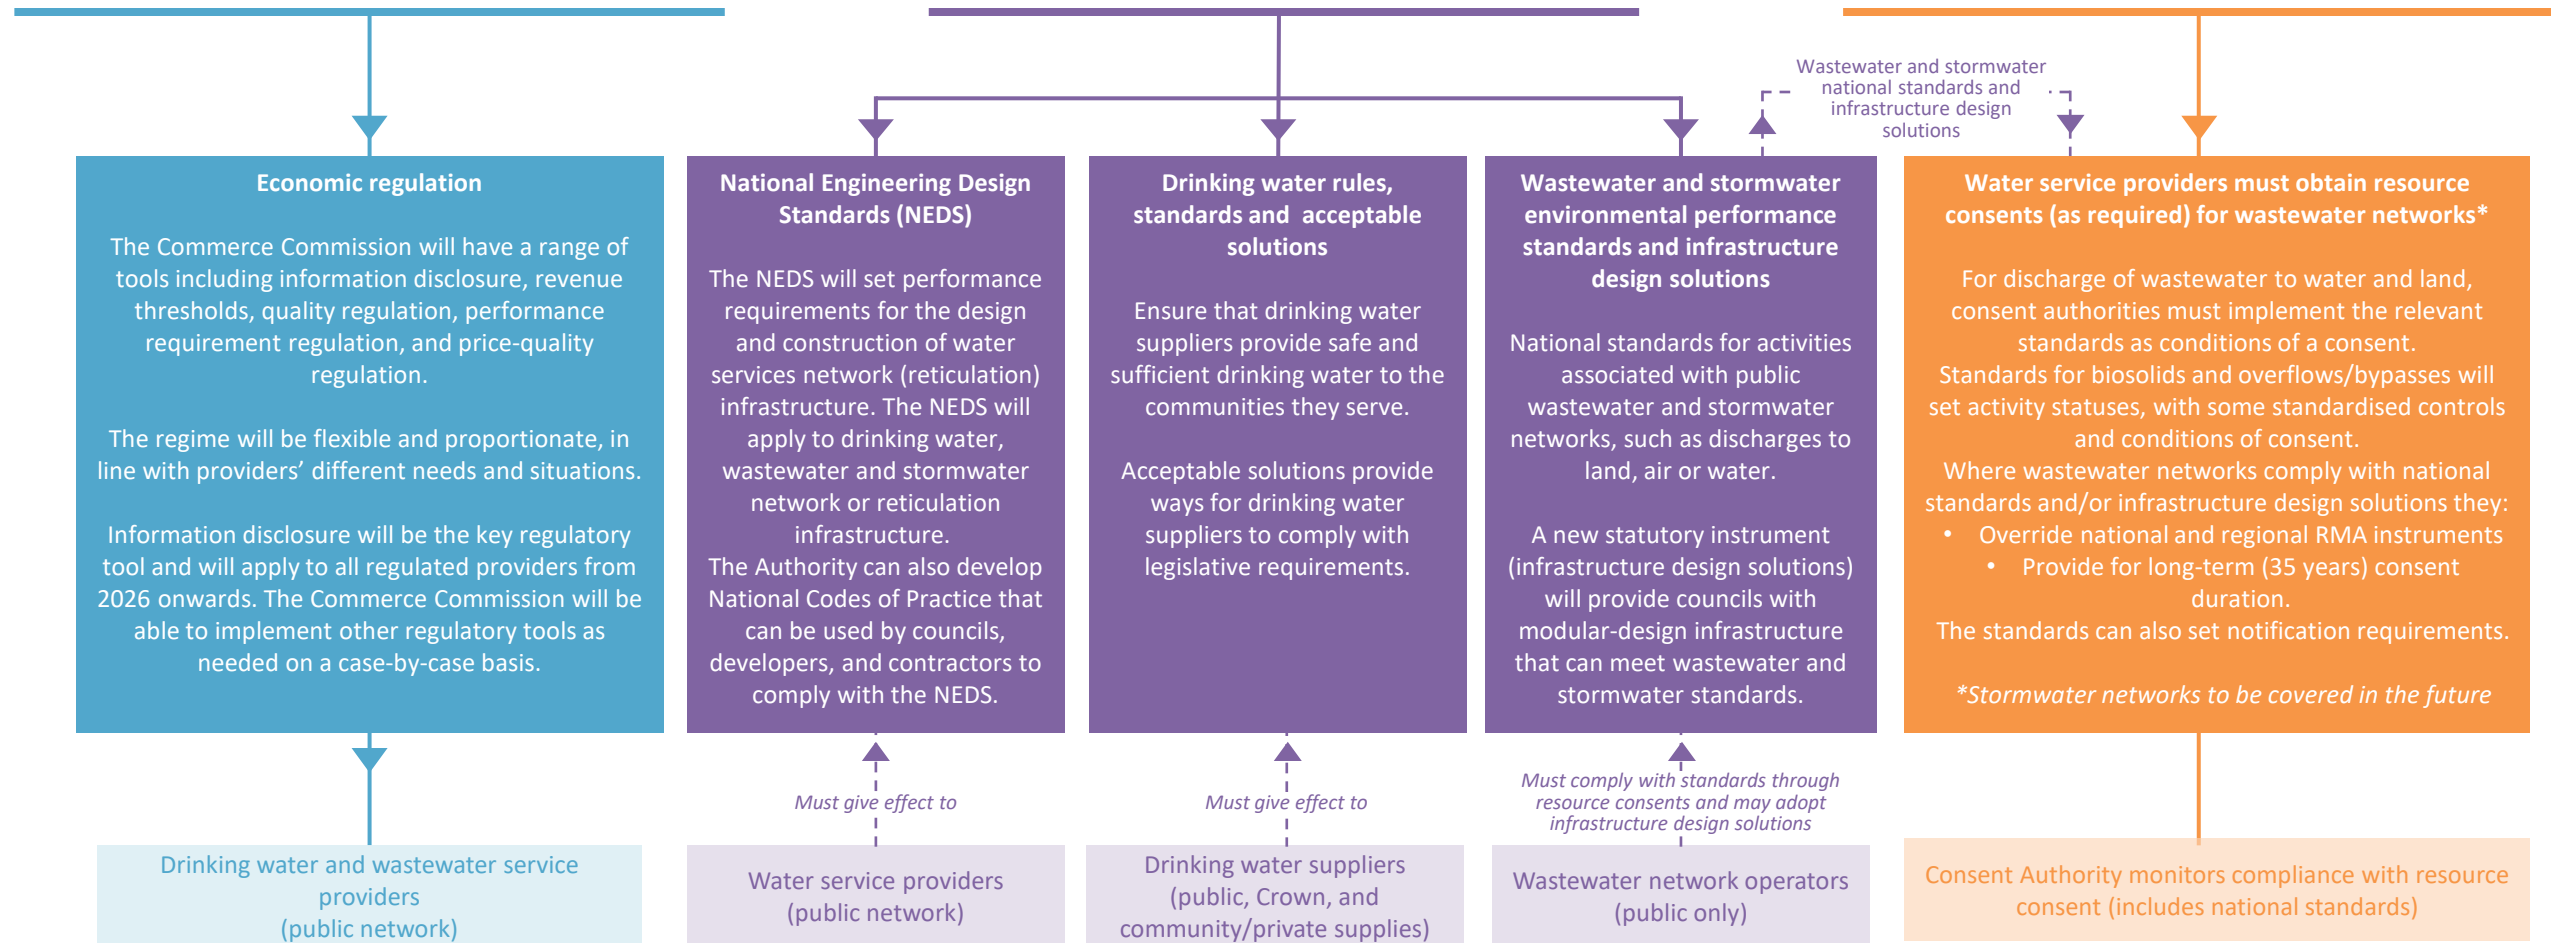 Wastewater and stormwater
national standards and
infrastructure design
solutions
Economic regulation
The Commerce Commission will have a range of
tools including information disclosure, revenue
thresholds, quality regulation, performance
requirement regulation, and price-quality
regulation.
The regime will be flexible and proportionate, in
line with providers’ different needs and situations.
Information disclosure will be the key regulatory
tool and will apply to all regulated providers from
2026 onwards. The Commerce Commission will be
able to implement other regulatory tools as
needed on a case-by-case basis.
National Engineering Design
Standards (NEDS)
The NEDS will set performance
requirements for the design
and construction of water
services network (reticulation)
infrastructure. The NEDS will
apply to drinking water,
wastewater and stormwater
network or reticulation
infrastructure.
The Authority can also develop
National Codes of Practice that
can be used by councils,
developers, and contractors to
comply with the NEDS.
Drinking water rules,
standards and acceptable
solutions
Ensure that drinking water
suppliers provide safe and
sufficient drinking water to the
communities they serve.
Acceptable solutions provide
ways for drinking water
suppliers to comply with
legislative requirements.
Wastewater and stormwater
environmental performance
standards and infrastructure
design solutions
National standards for activities
associated with public
wastewater and stormwater
networks, such as discharges to
land, air or water.
A new statutory instrument
(infrastructure design solutions)
will provide councils with
modular-design infrastructure
that can meet wastewater and
stormwater standards.
Water service providers must obtain resource
consents (as required) for wastewater networks*
For discharge of wastewater to water and land,
consent authorities must implement the relevant
standards as conditions of a consent.
Standards for biosolids and overflows/bypasses will
set activity statuses, with some standardised controls
and conditions of consent.
Where wastewater networks comply with national
standards and/or infrastructure design solutions they:
• Override national and regional RMA instruments
• Provide for long-term (35 years) consent
duration.
The standards can also set notification requirements.
*Stormwater networks to be covered in the future
Must give effect to
Must give effect to
Must comply with standards through
resource consents and may adopt
infrastructure design solutions
Drinking water and wastewater service
providers
(public network)
Water service providers
(public network)
Drinking water suppliers
(public, Crown, and
community/private supplies)
Wastewater network operators
(public only)
Consent Authority monitors compliance with resource
consent (includes national standards)